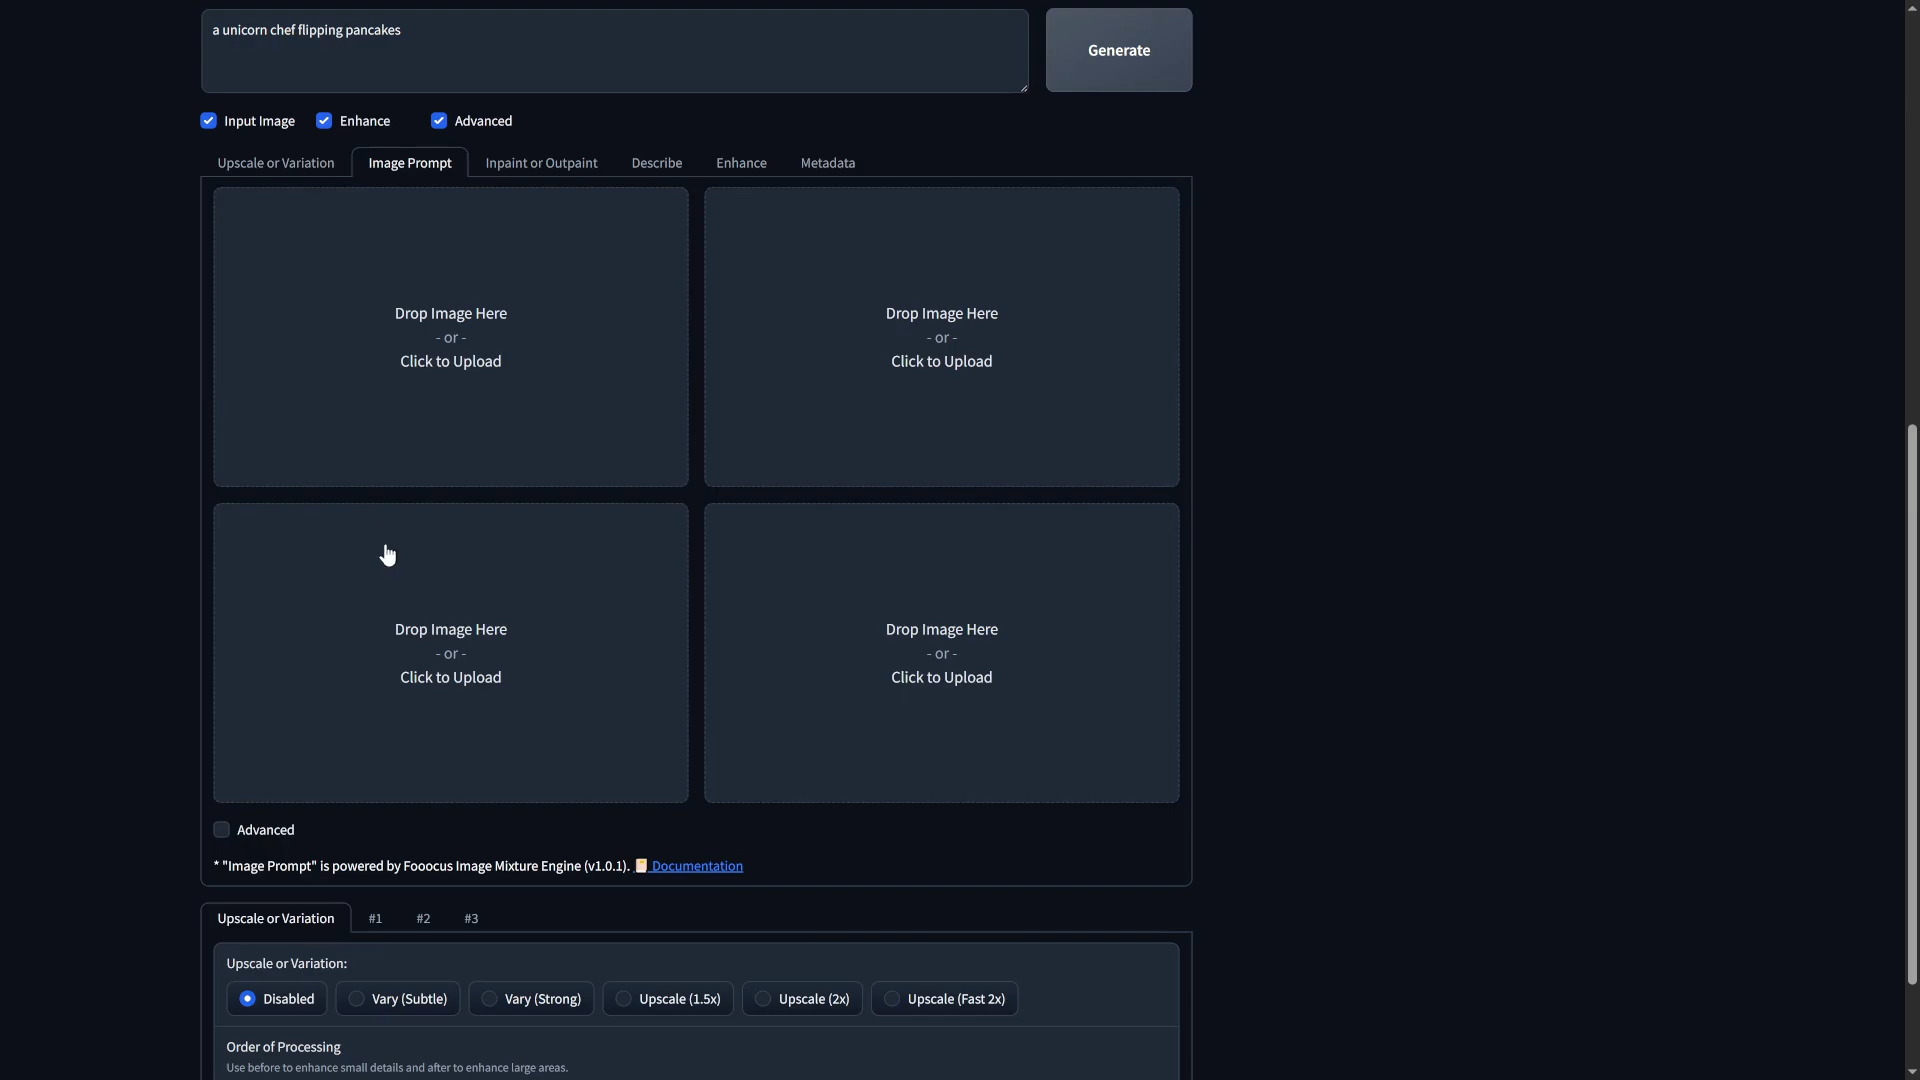 a unicorn chef flipping pancakes
Generate
Input Image
Enhance
Advanced
Upscale or Variation
Image Prompt
Inpaint or Outpaint
Describe
Enhance
Metadata
Drop Image Here
- or -
Click to Upload
Drop Image Here
- or -
Click to Upload
Drop Image Here
- or -
Click to Upload
Drop Image Here
- or -
Click to Upload
Advanced
* "Image Prompt" is powered by Fooocus Image Mixture Engine (v1.0.1). Documentation
Upscale or Variation
#1
#2
#3
Upscale or Variation:
Disabled
Vary (Subtle)
Vary (Strong)
Upscale (1.5x)
Upscale (2x)
Upscale (Fast 2x)
Order of Processing
Use before to enhance small details and after to enhance large areas.